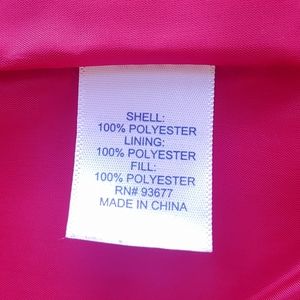 SHELL:
100% POLYESTER
LINING:
100% POLYESTER
FILL:
100% POLYESTER
RN# 93677
MADE IN CHINA